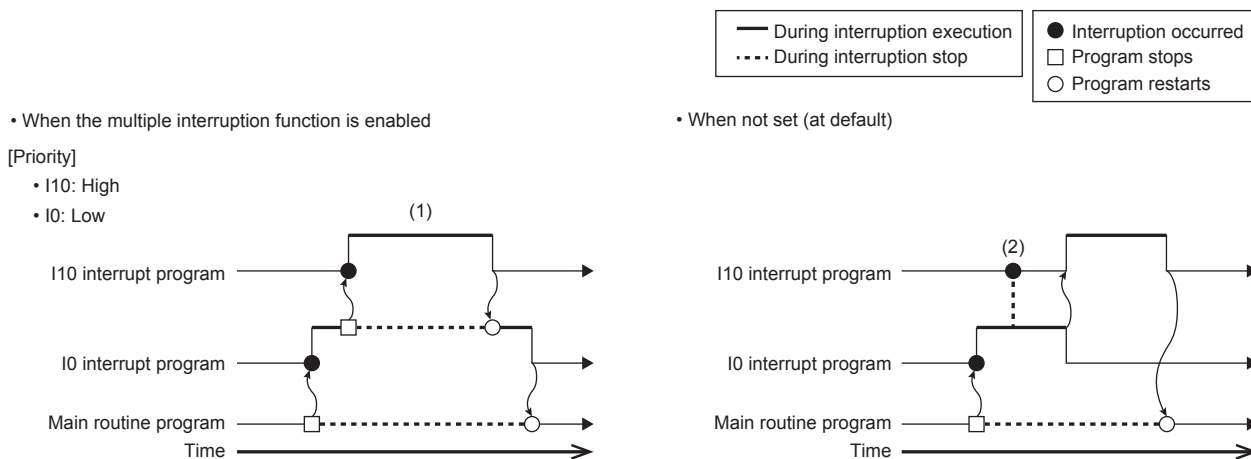 During interruption execution
During interruption stop
Interruption occurred
Program stops
Program restarts
• When the multiple interruption function is enabled
[Priority]
• I10: High
• I0: Low
(1)
I10 interrupt program
I0 interrupt program
Main routine program
Time
• When not set (at default)
(2)
I10 interrupt program
I0 interrupt program
Main routine program
Time